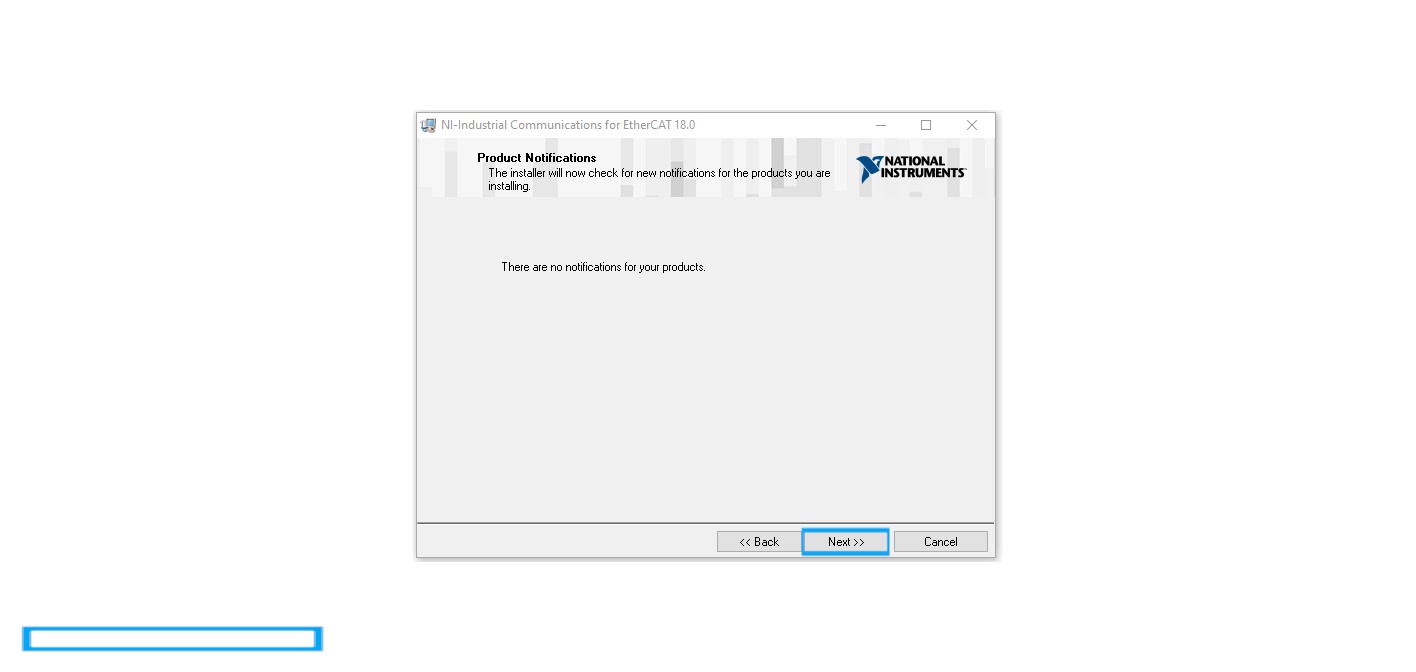 NI-Industrial Communications for EtherCAT 18.0
Product Notifications
The installer will now check for new notifications for the products you are
installing.
NATIONAL
INSTRUMENTS
There are no notifications for your products.
<< Back
Next >>
Cancel